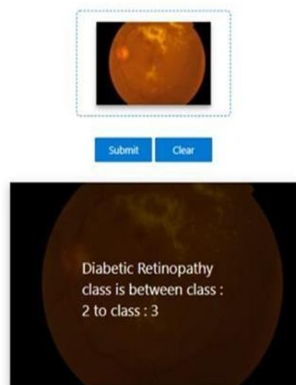 Submit
Clear
Diabetic Retinopathy
class is between class :
2 to class : 3